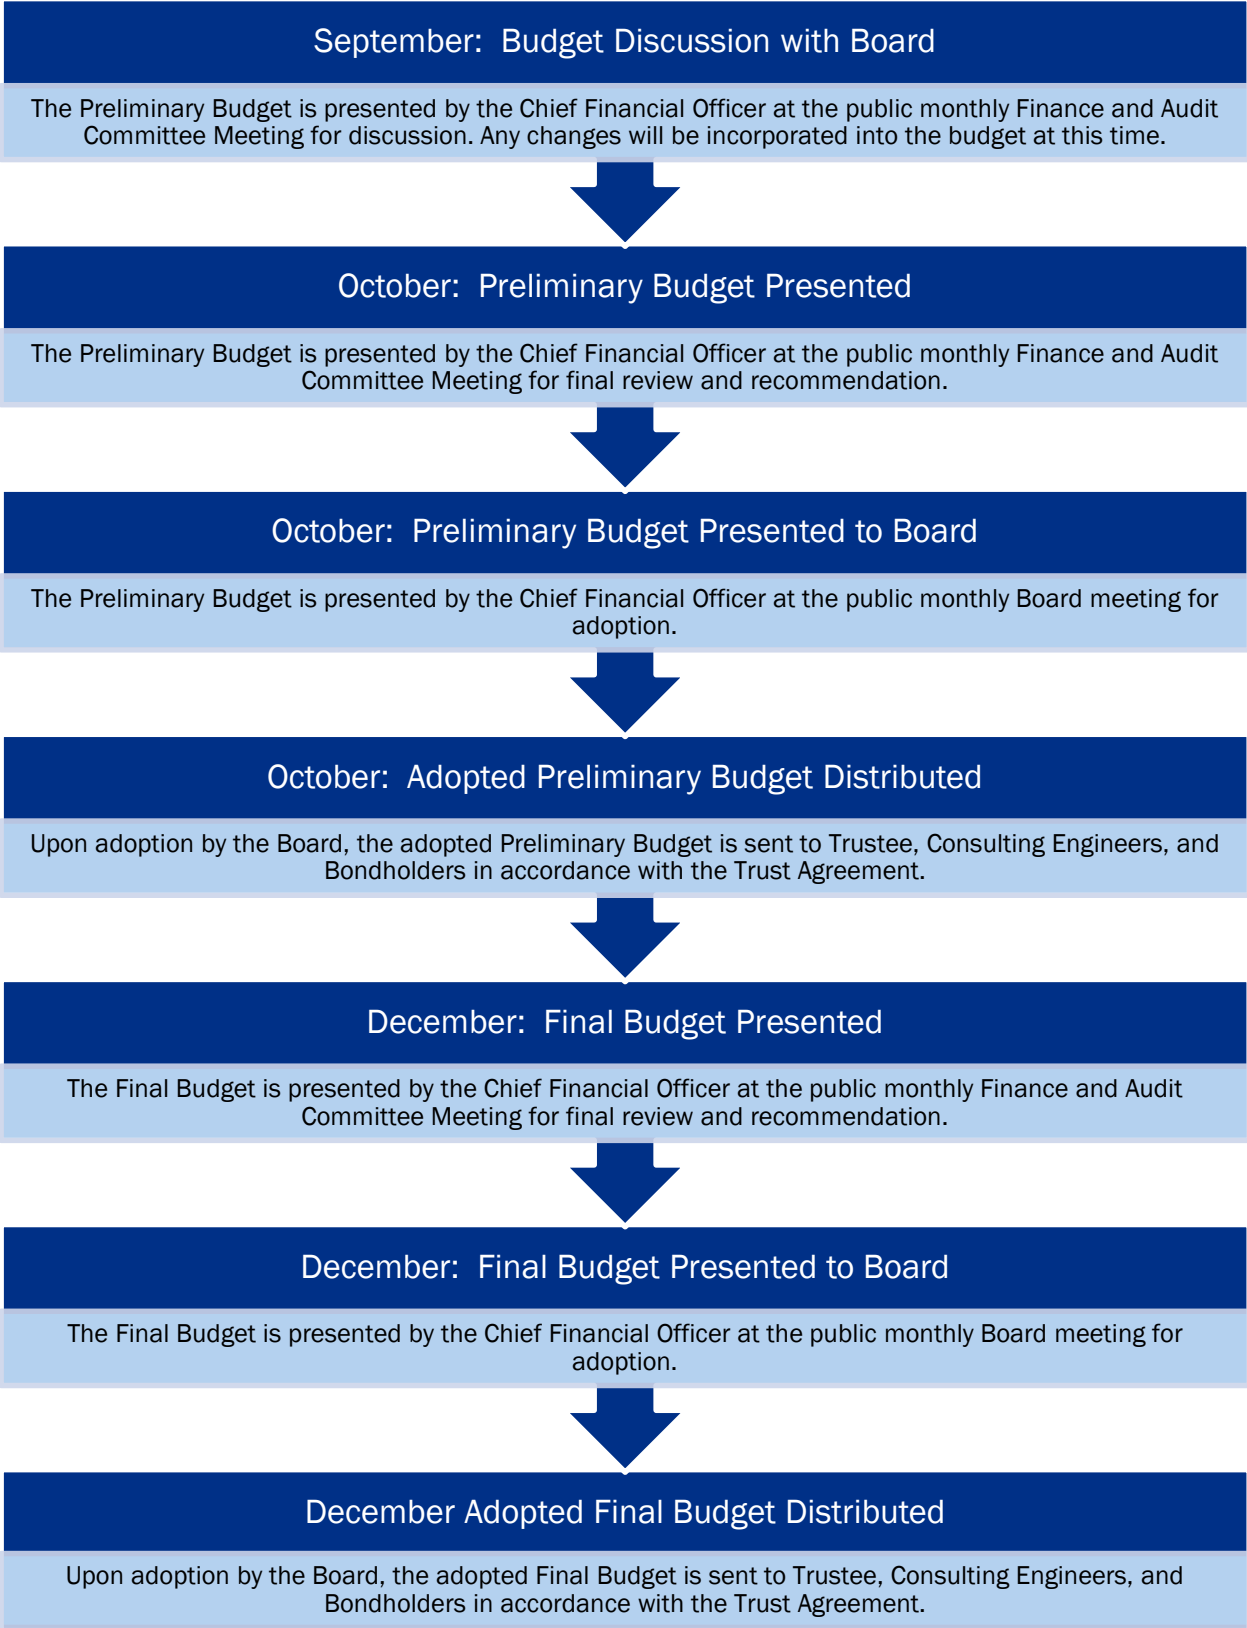 September:  Budget Discussion with Board
The Preliminary Budget is presented by the Chief Financial Officer at the public monthly Finance and Audit
Committee Meeting for discussion. Any changes will be incorporated into the budget at this time.
October:  Preliminary Budget Presented
The Preliminary Budget is presented by the Chief Financial Officer at the public monthly Finance and Audit
Committee Meeting for final review and recommendation.
October:  Preliminary Budget Presented to Board
The Preliminary Budget is presented by the Chief Financial Officer at the public monthly Board meeting for
adoption.
October:  Adopted Preliminary Budget Distributed
Upon adoption by the Board, the adopted Preliminary Budget is sent to Trustee, Consulting Engineers, and
Bondholders in accordance with the Trust Agreement.
December:  Final Budget Presented
The Final Budget is presented by the Chief Financial Officer at the public monthly Finance and Audit
Committee Meeting for final review and recommendation.
December:  Final Budget Presented to Board
The Final Budget is presented by the Chief Financial Officer at the public monthly Board meeting for
adoption.
December Adopted Final Budget Distributed
Upon adoption by the Board, the adopted Final Budget is sent to Trustee, Consulting Engineers, and
Bondholders in accordance with the Trust Agreement.